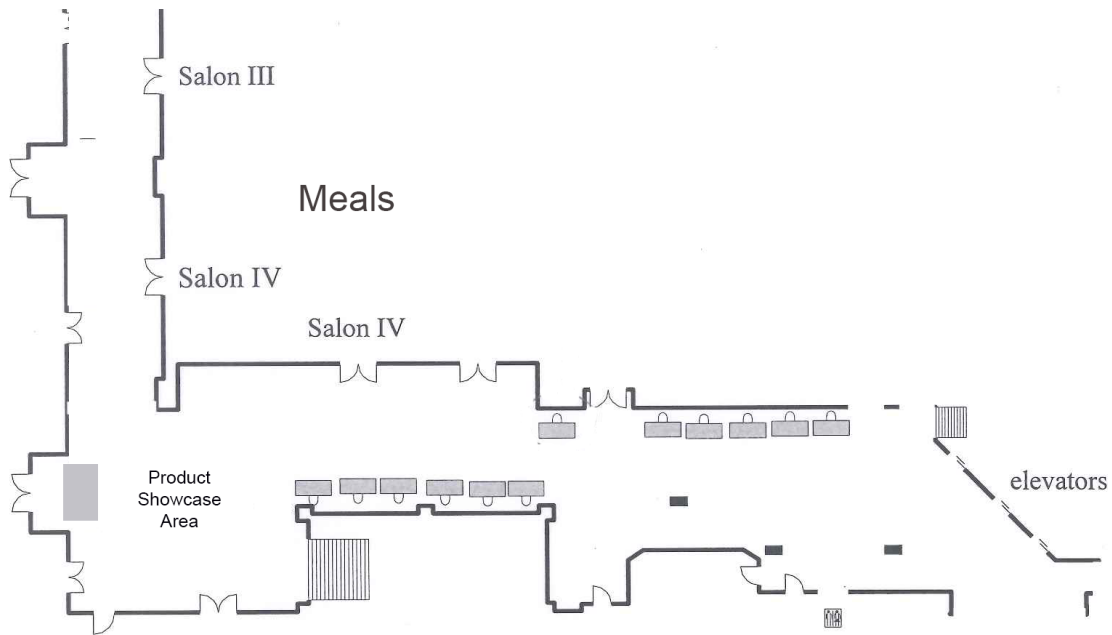 Salon III
Meals
Salon IV
Salon IV
Product
Showcase
Area
elevators